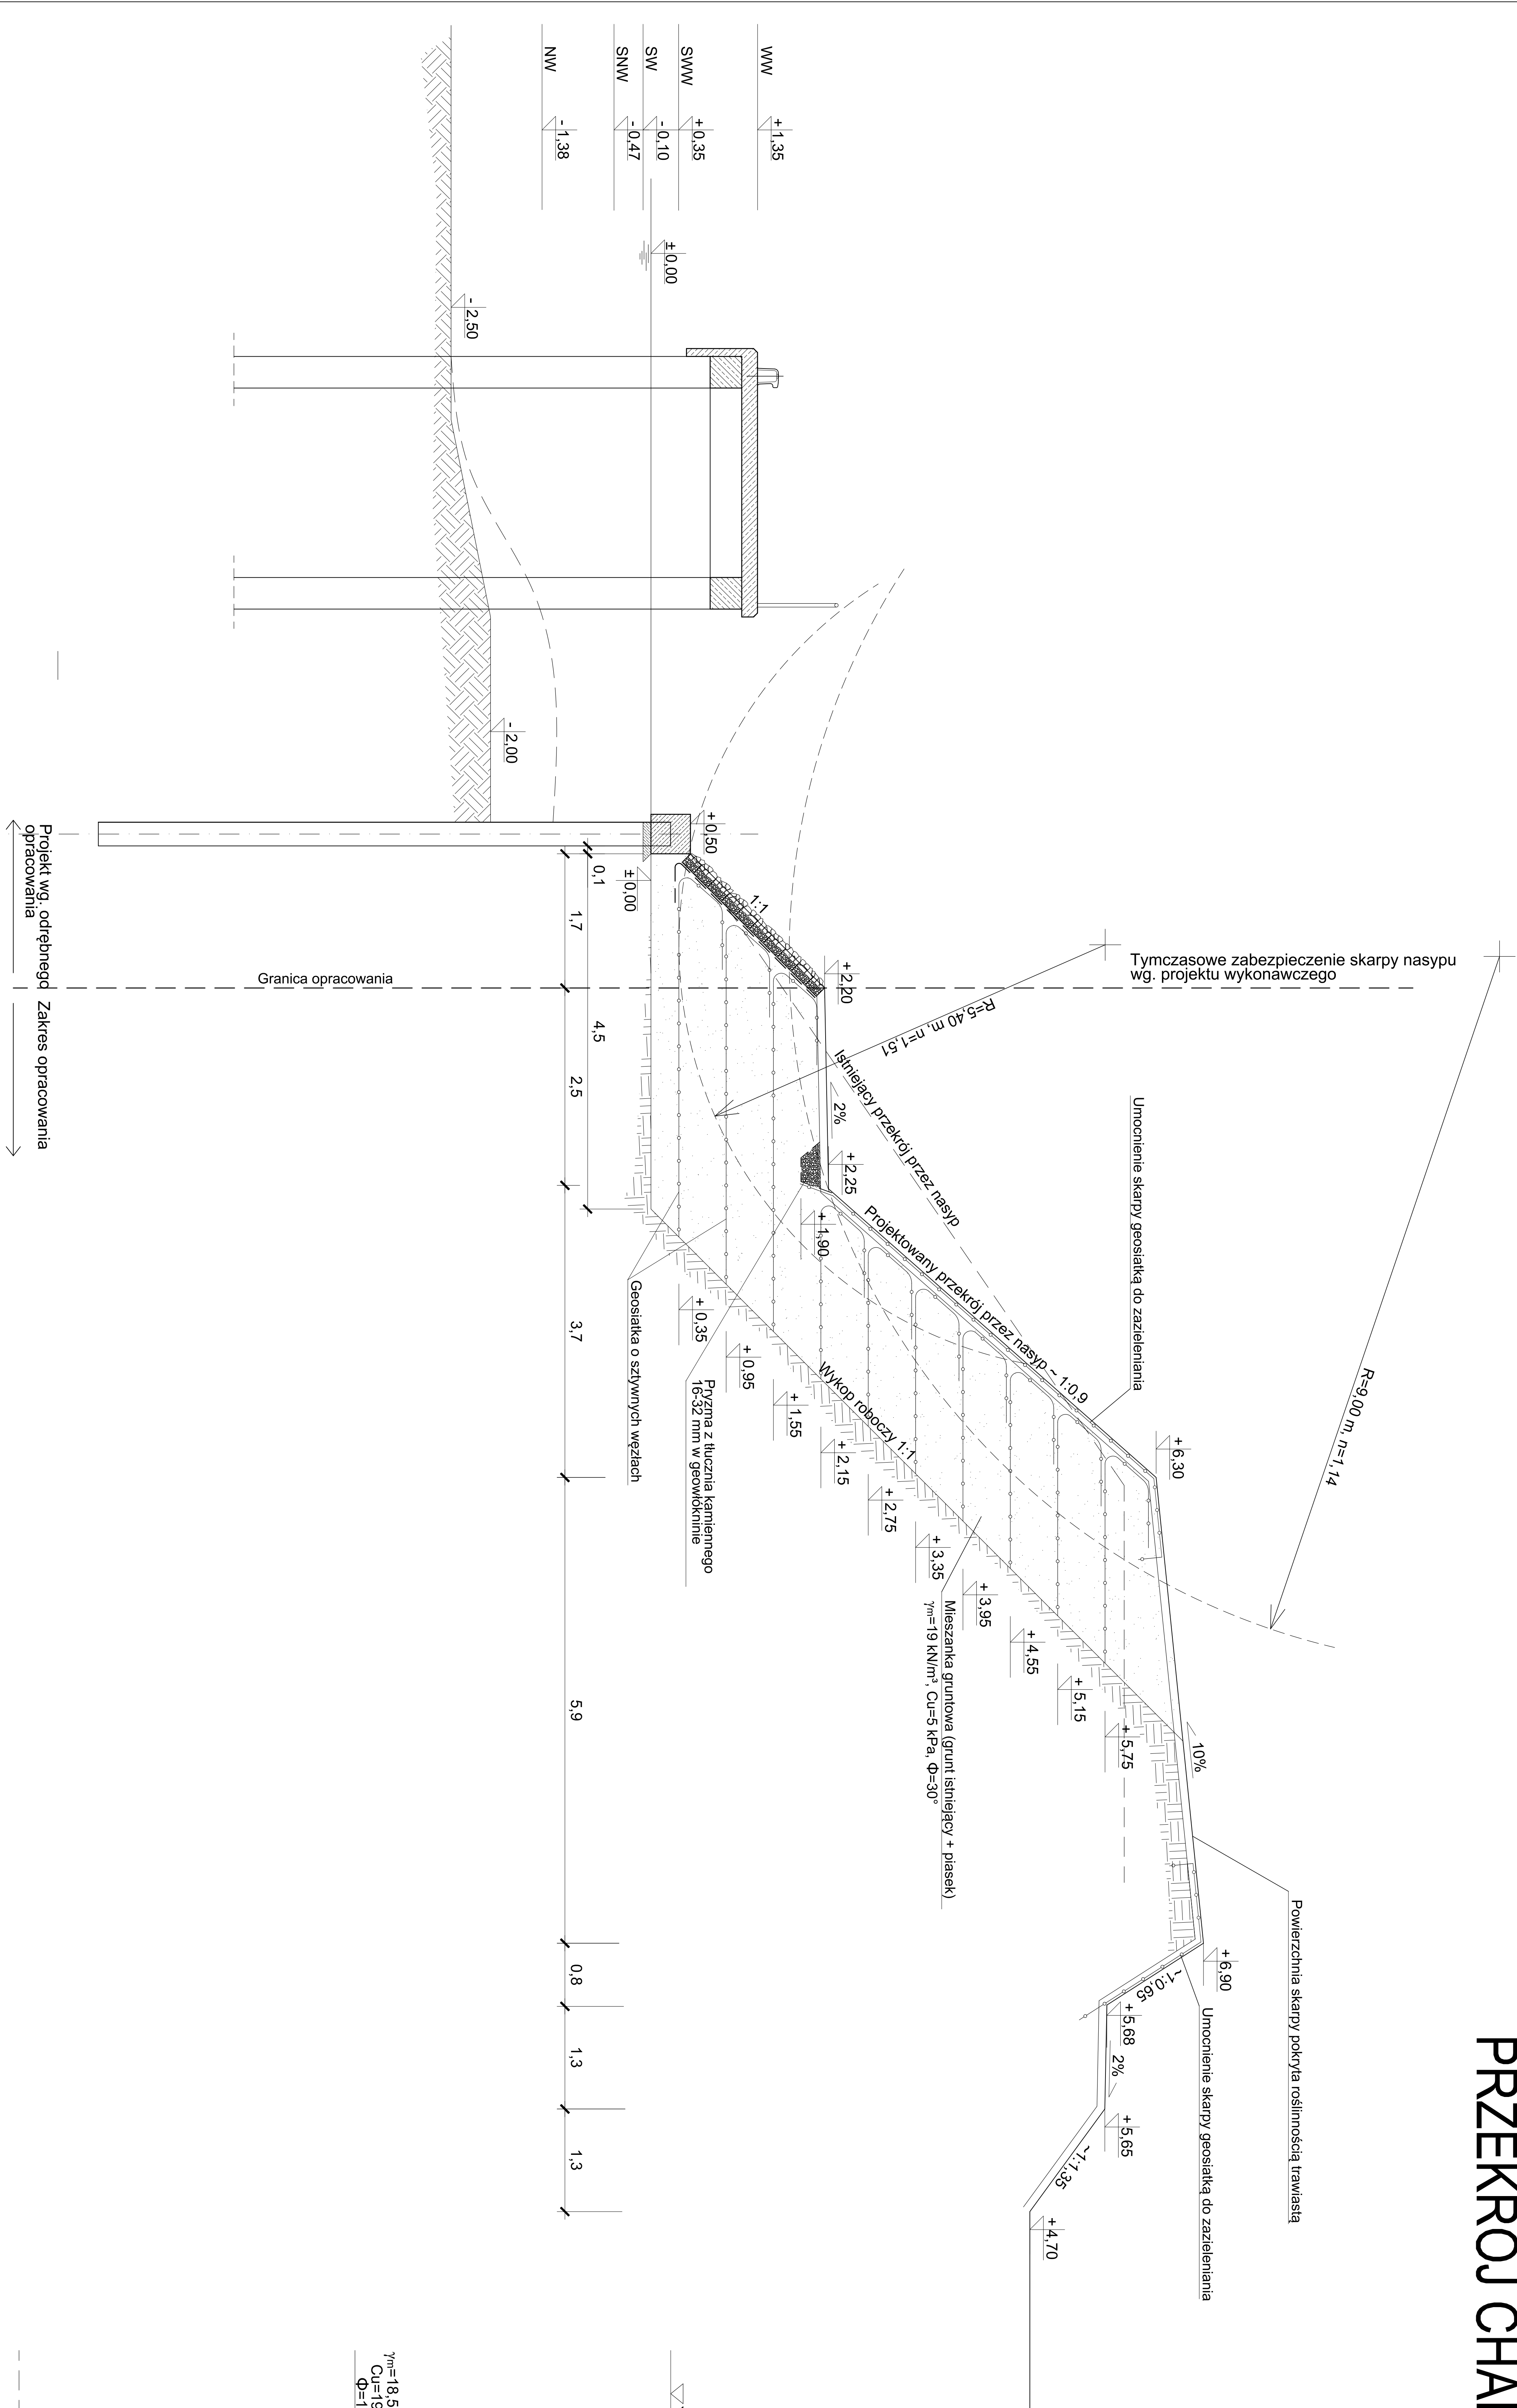 PRZEKRÓJ
WW
+ 1,35
SWW
+ 0,35
SW
- 0,10
SNW
- 0,47
NW
- 1,38
± 0,00
- 2,50
- 2,00
+ 0,50
± 0,00
1:1
+ 2,20
2%
+ 2,25
+ 1,90
Tymczasowe zabezpieczenie skarpy nasypu
wg. projektu wykonawczego
R=5,40 m, n=1,51
R=9,00 m, n=1,14
Istniejący przekrój przez nasyp
Projektowany przekrój przez nasyp ~ 1:0,9
Wykop roboczy 1:1
Umocnienie skarpy geosiatką do zazieleniania
+ 6,30
10%
Powierzchnia skarpy pokryta roślinnością trawiastą
+ 6,90
~1:0,65
Umocnienie skarpy geosiatką do zazieleniania
+ 5,68
2%
+ 5,65
~1:1,35
+ 4,70
+ 0,35
+ 0,95
+ 1,55
+ 2,15
+ 2,75
+ 3,35
+ 3,95
+ 4,55
+ 5,15
+ 5,75
Mieszanka gruntowa (grunt istniejący + piasek)
γm=19 kN/m³, Cu=5 kPa, Φ=30°
Pryzma z tłucznia kamiennego
16-32 mm w geowłókninie
Geosiatka o sztywnych węzłach
0,1
4,5
1,7
2,5
3,7
5,9
0,8
1,3
1,3
Granica opracowania
Projekt wg. odrębnego
opracowania
Zakres opracowania
γm=18,5
Cu=19